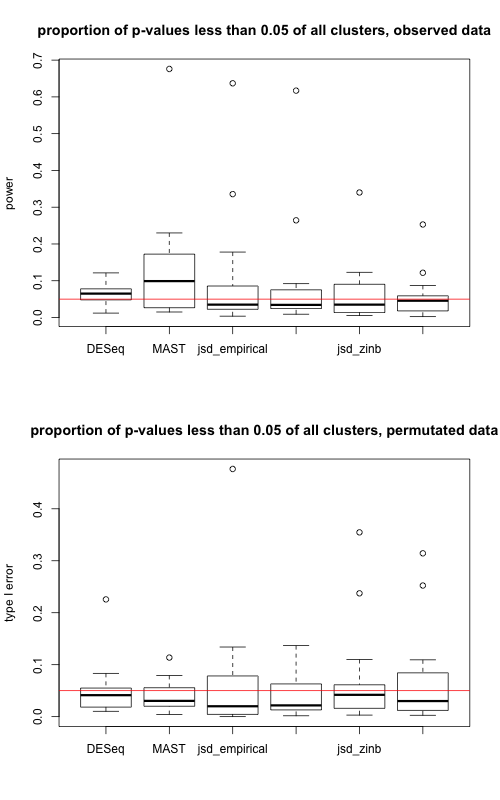 proportion of p-values less than 0.05 of all clusters, observed data
power
0.7
0.6
0.5
0.4
0.3
0.2
0.1
0.0
DESeq MAST jsd_empirical jsd_zinb
proportion of p-values less than 0.05 of all clusters, permutated data
type I error
0.4
0.3
0.2
0.1
0.0
DESeq MAST jsd_empirical jsd_zinb